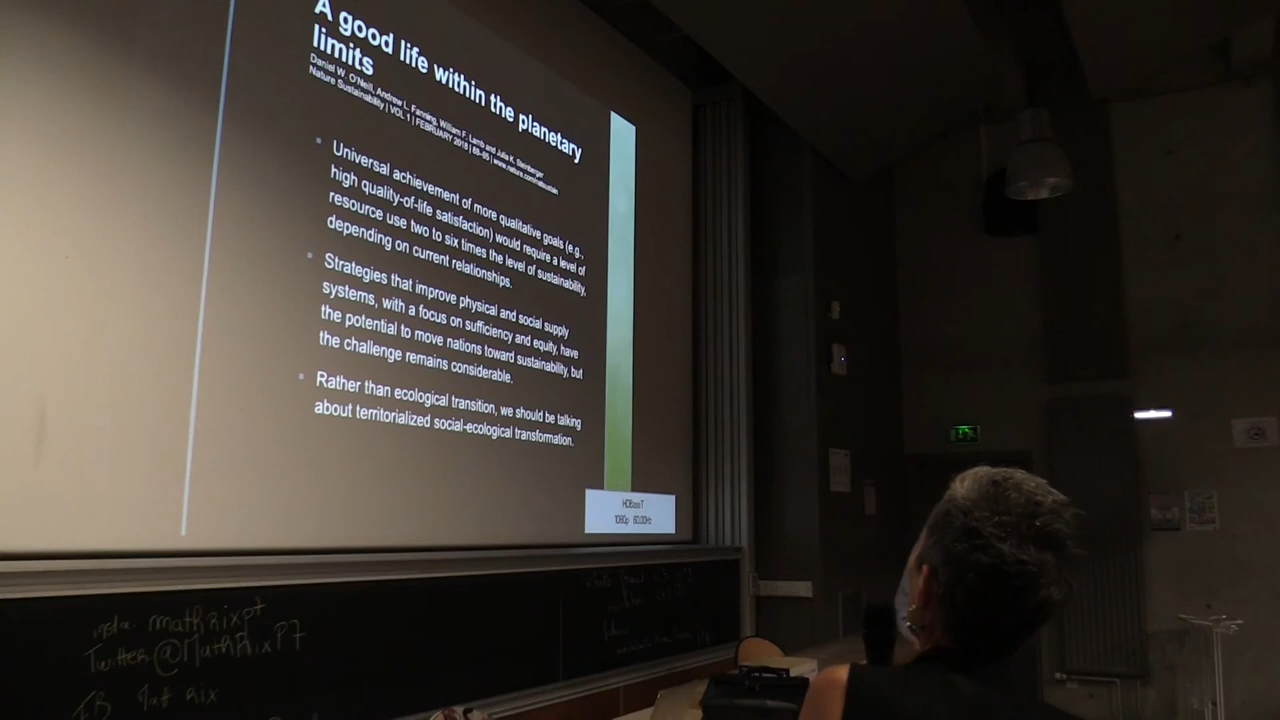 A good life within the planetary
limits
Daniel W. O'Neill, Andrew L. Fanning, William F. Lamb and Julia K. Steinberger
Nature Sustainability | VOL 1 | FEBRUARY 2018 | 88–95 | www.nature.com/natsustain
Universal achievement of more qualitative goals (e.g.,
high quality-of-life satisfaction) would require a level of
resource use two to six times the level of sustainability,
depending on current relationships.
Strategies that improve physical and social supply
systems, with a focus on sufficiency and equity, have
the potential to move nations toward sustainability, but
the challenge remains considerable.
Rather than ecological transition, we should be talking
about territorialized social-ecological transformation.
HDBaseT
1080p 60.00Hz
insta: mathrixp7
Twitter @MathRixP7
FB Mat rix